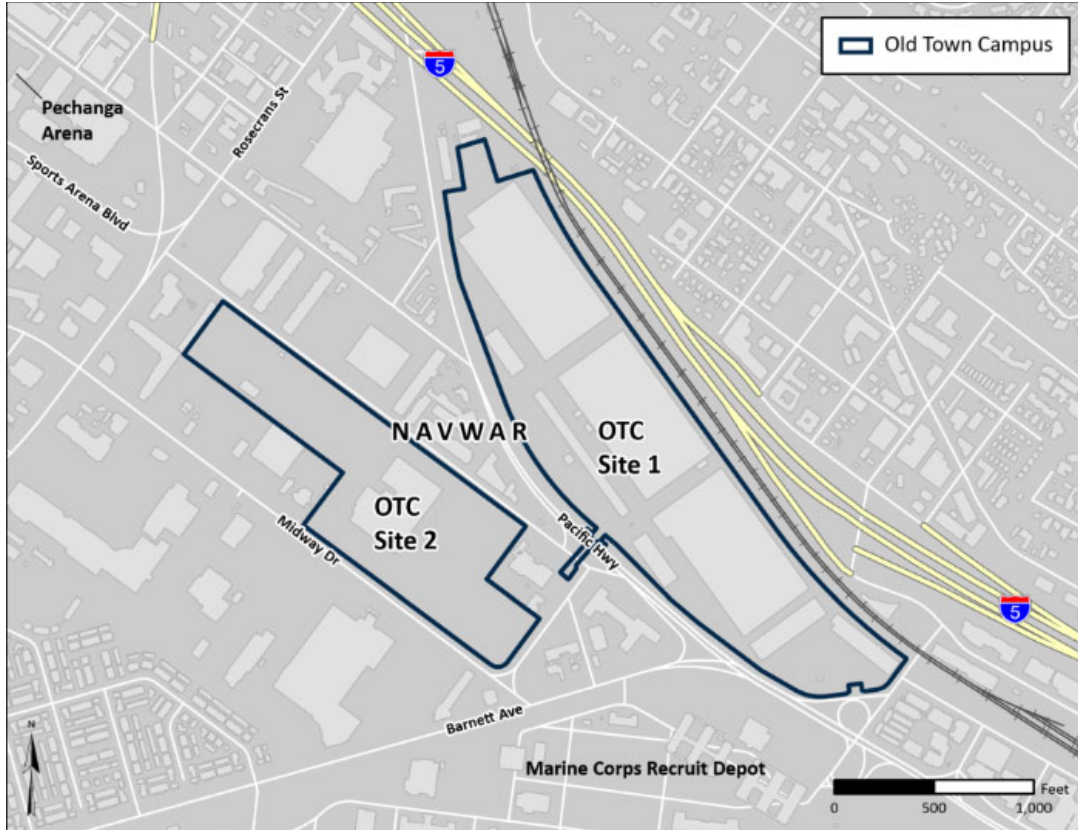 Old Town Campus
5
Pechanga
Arena
Rosecrans St
Sports Arena Blvd
NAVWAR
OTC
Site 1
OTC
Site 2
Pacific Hwy
Midway Dr
5
Barnett Ave
Marine Corps Recruit Depot
N
Feet
0 500 1,000